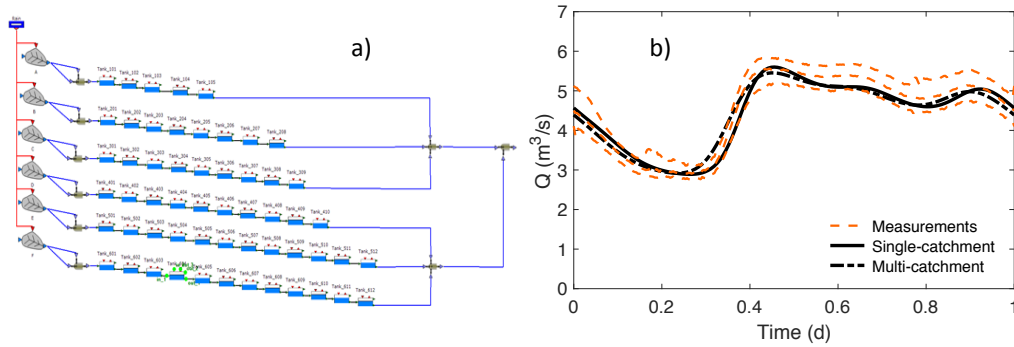 a)
Rain
A
Tank_101 Tank_102 Tank_103 Tank_104 Tank_105
Tank_201 Tank_202 Tank_203 Tank_204 Tank_205 Tank_206 Tank_207 Tank_208
Tank_301 Tank_302 Tank_303 Tank_304 Tank_305 Tank_306 Tank_307 Tank_308 Tank_309
D
Tank_401 Tank_402 Tank_403 Tank_404 Tank_405 Tank_406 Tank_407 Tank_408 Tank_409 Tank_410
E
Tank_501 Tank_502 Tank_503 Tank_504 Tank_505 Tank_506 Tank_507 Tank_508 Tank_509 Tank_510 Tank_511 Tank_512
F
Tank_601 Tank_602 Tank_603 Tank_605 Tank_606 Tank_607 Tank_608 Tank_609 Tank_610 Tank_611 Tank_612
b)
7
6
5
4
3
2
1
0
Q (m³/s)
0 0.2 0.4 0.6 0.8 1
Time (d)
Measurements
Single-catchment
Multi-catchment